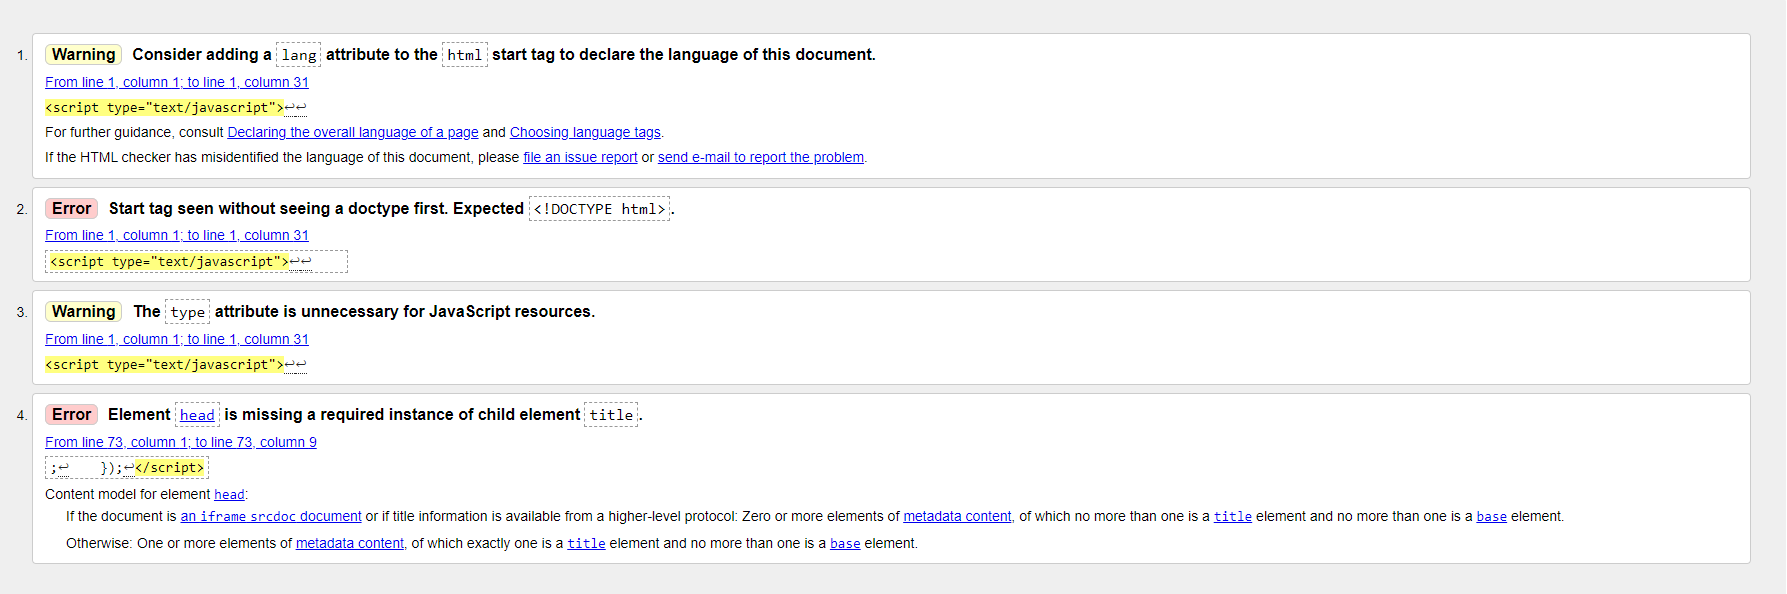 1. Warning Consider adding a lang attribute to the html start tag to declare the language of this document.
From line 1, column 1; to line 1, column 31
<script type="text/javascript">↩↩
For further guidance, consult Declaring the overall language of a page and Choosing language tags.
If the HTML checker has misidentified the language of this document, please file an issue report or send e-mail to report the problem.
2. Error Start tag seen without seeing a doctype first. Expected <!DOCTYPE html>.
From line 1, column 1; to line 1, column 31
<script type="text/javascript">↩↩
3. Warning The type attribute is unnecessary for JavaScript resources.
From line 1, column 1; to line 1, column 31
<script type="text/javascript">↩↩
4. Error Element head is missing a required instance of child element title.
From line 73, column 1; to line 73, column 9
;↩    });↩</script>
Content model for element head:
If the document is an iframe srcdoc document or if title information is available from a higher-level protocol: Zero or more elements of metadata content, of which no more than one is a title element and no more than one is a base element.
Otherwise: One or more elements of metadata content, of which exactly one is a title element and no more than one is a base element.